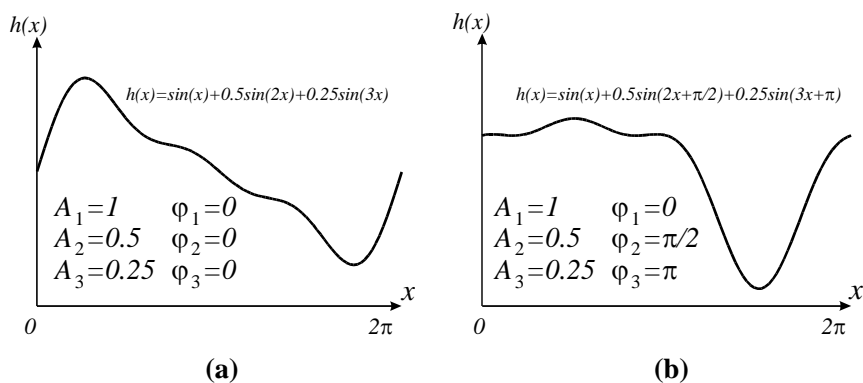 h(x)
h(x)=sin(x)+0.5sin(2x)+0.25sin(3x)
A1=1 φ1=0
A2=0.5 φ2=0
A3=0.25 φ3=0
x
0
2π
(a)
h(x)
h(x)=sin(x)+0.5sin(2x+π/2)+0.25sin(3x+π)
A1=1 φ1=0
A2=0.5 φ2=π/2
A3=0.25 φ3=π
x
0
2π
(b)